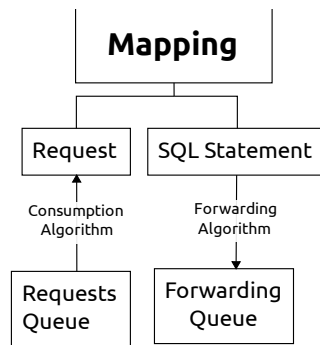 Mapping
Request
SQL Statement
Consumption
Algorithm
Forwarding
Algorithm
Requests
Queue
Forwarding
Queue